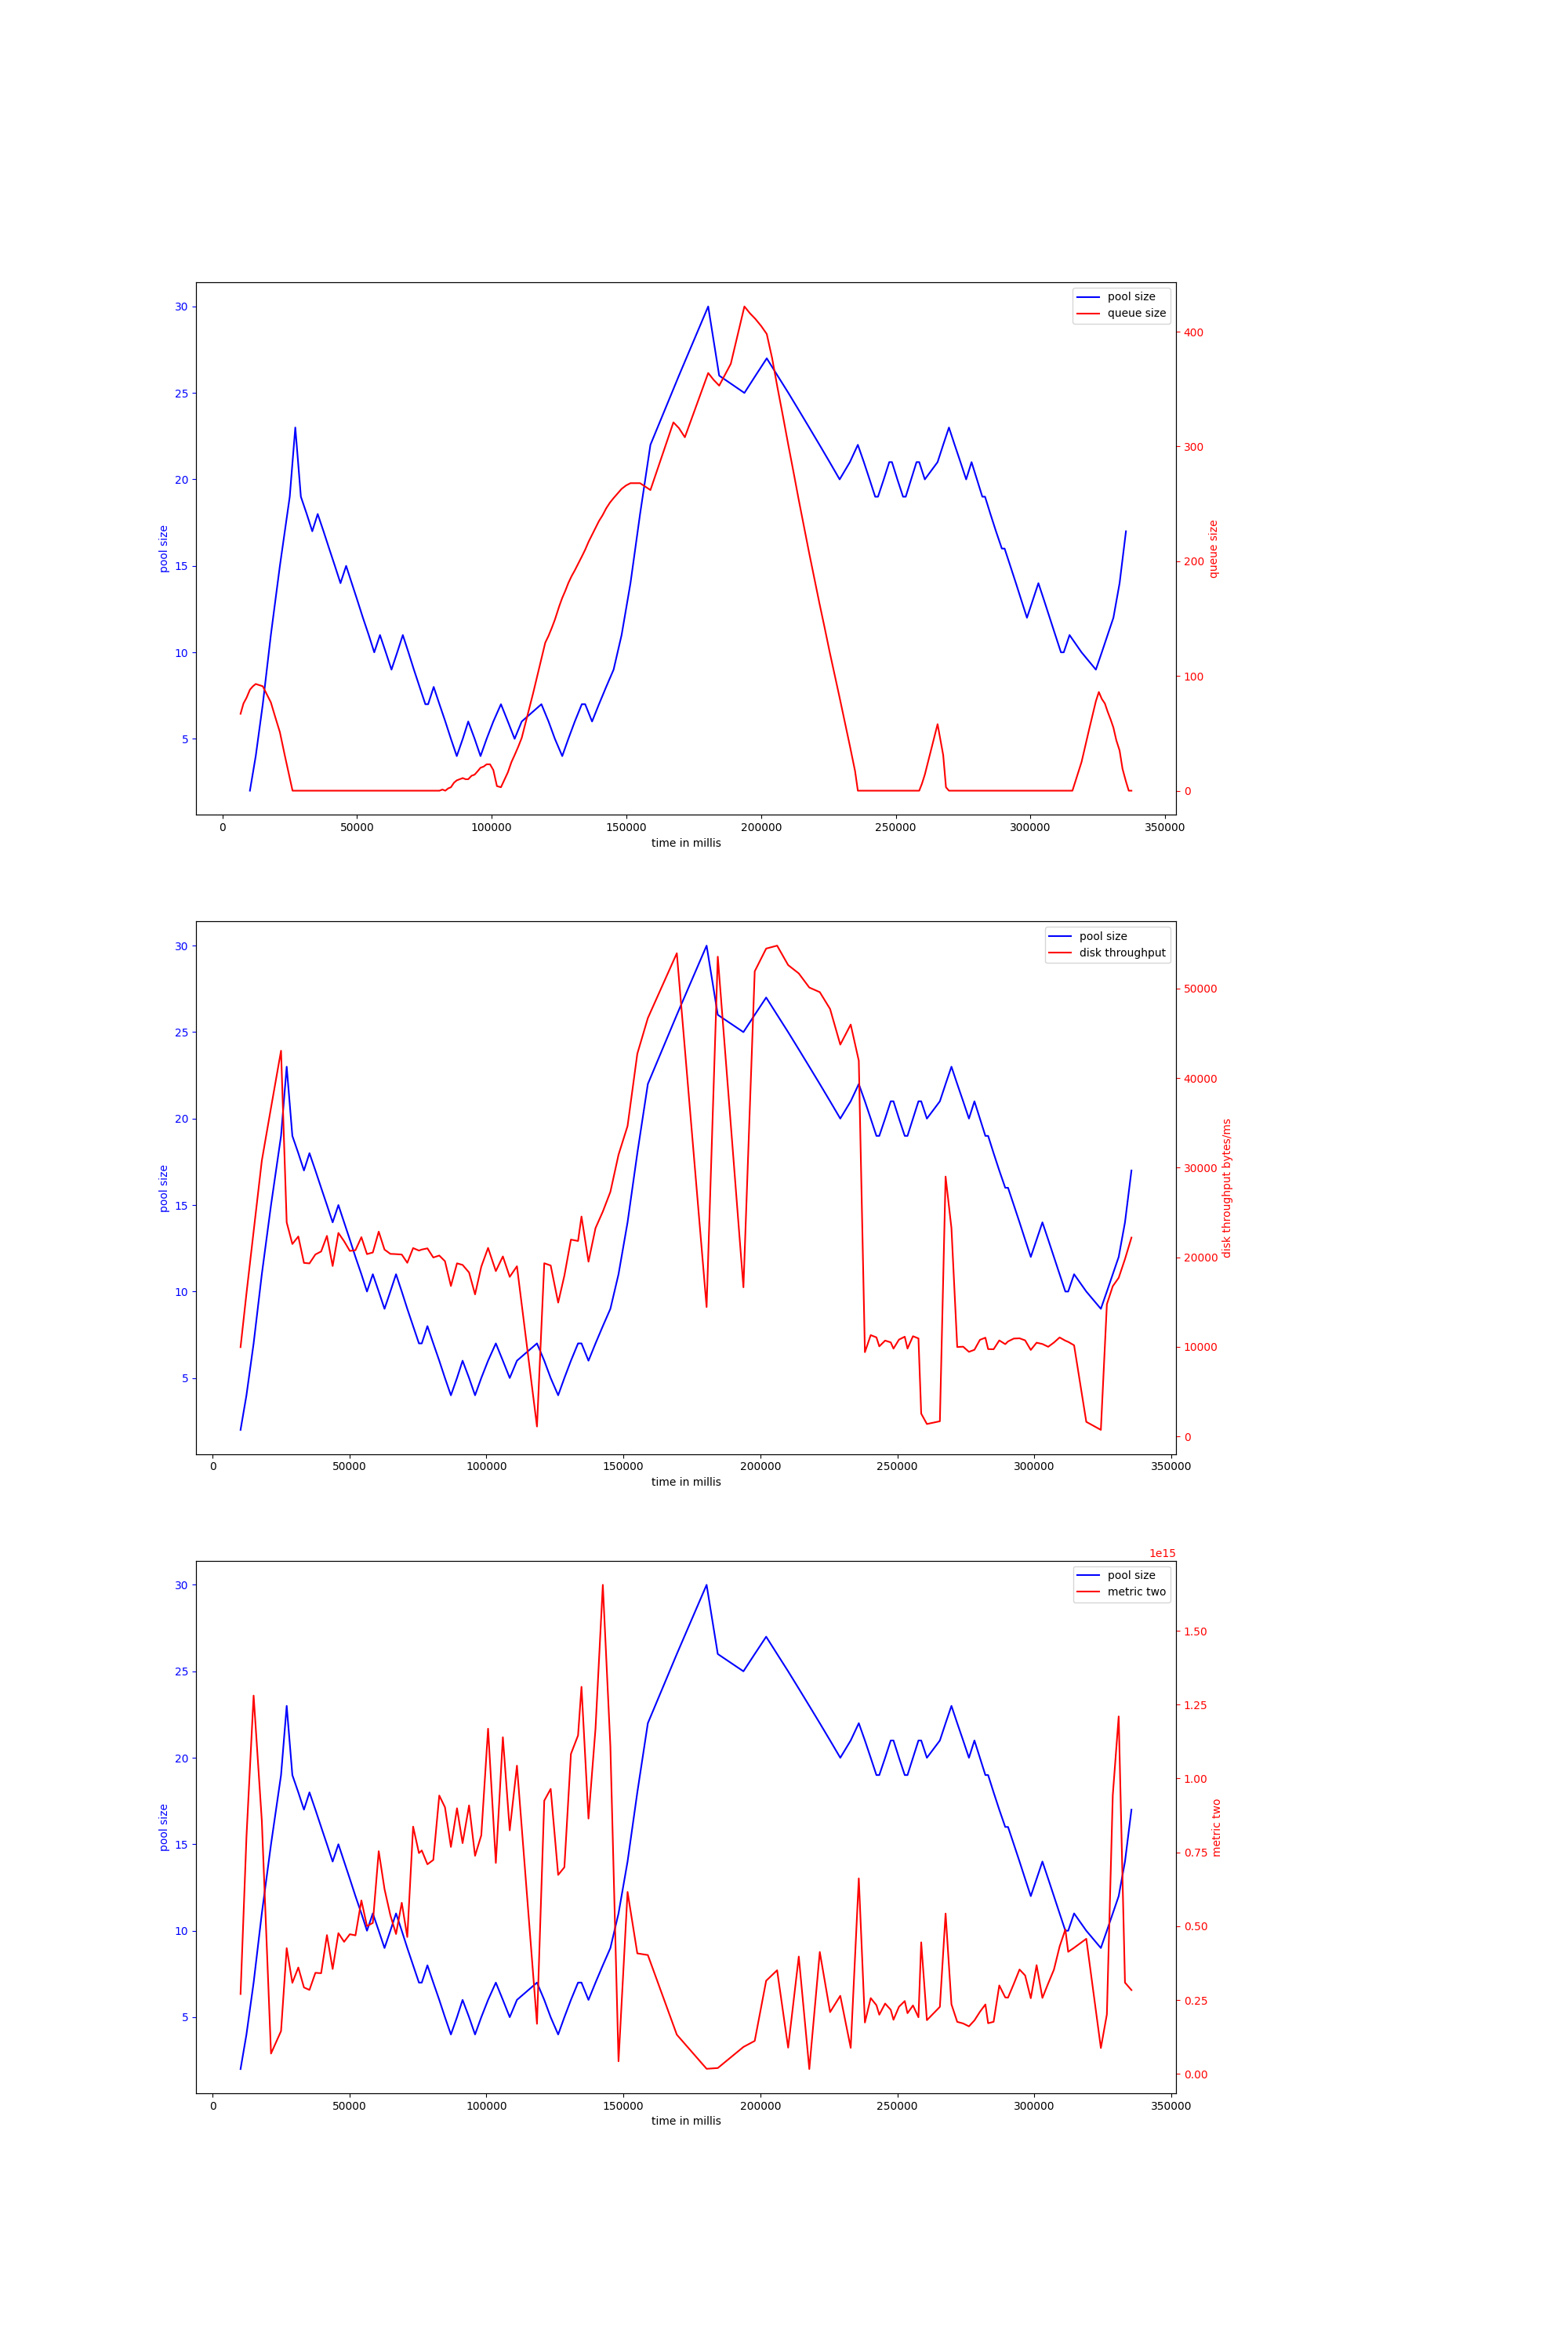 pool size
queue size
30
25
20
15
10
5
pool size
400
300
200
100
0
queue size
0 50000 100000 150000 200000 250000 300000 350000
time in millis
pool size
disk throughput
30
25
20
15
10
5
pool size
50000
40000
30000
20000
10000
0
disk throughput bytes/ms
0 50000 100000 150000 200000 250000 300000 350000
time in millis
1e15
pool size
metric two
30
25
20
15
10
5
pool size
1.50
1.25
1.00
0.75
0.50
0.25
0.00
metric two
0 50000 100000 150000 200000 250000 300000 350000
time in millis